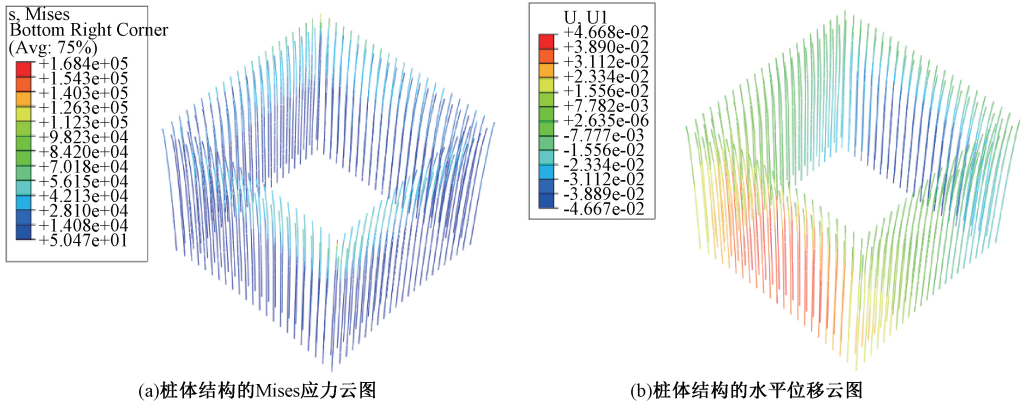 s, Mises
Bottom Right Corner
(Avg: 75%)
+1.684e+05
+1.543e+05
+1.403e+05
+1.263e+05
+1.123e+05
+9.823e+04
+8.420e+04
+7.018e+04
+5.615e+04
+4.213e+04
+2.810e+04
+1.408e+04
+5.047e+01
U, U1
+4.668e-02
+3.890e-02
+3.112e-02
+2.334e-02
+1.556e-02
+7.782e-03
+2.635e-06
-7.777e-03
-1.556e-02
-2.334e-02
-3.112e-02
-3.889e-02
-4.667e-02
(a)桩体结构的Mises应力云图
(b)桩体结构的水平位移云图